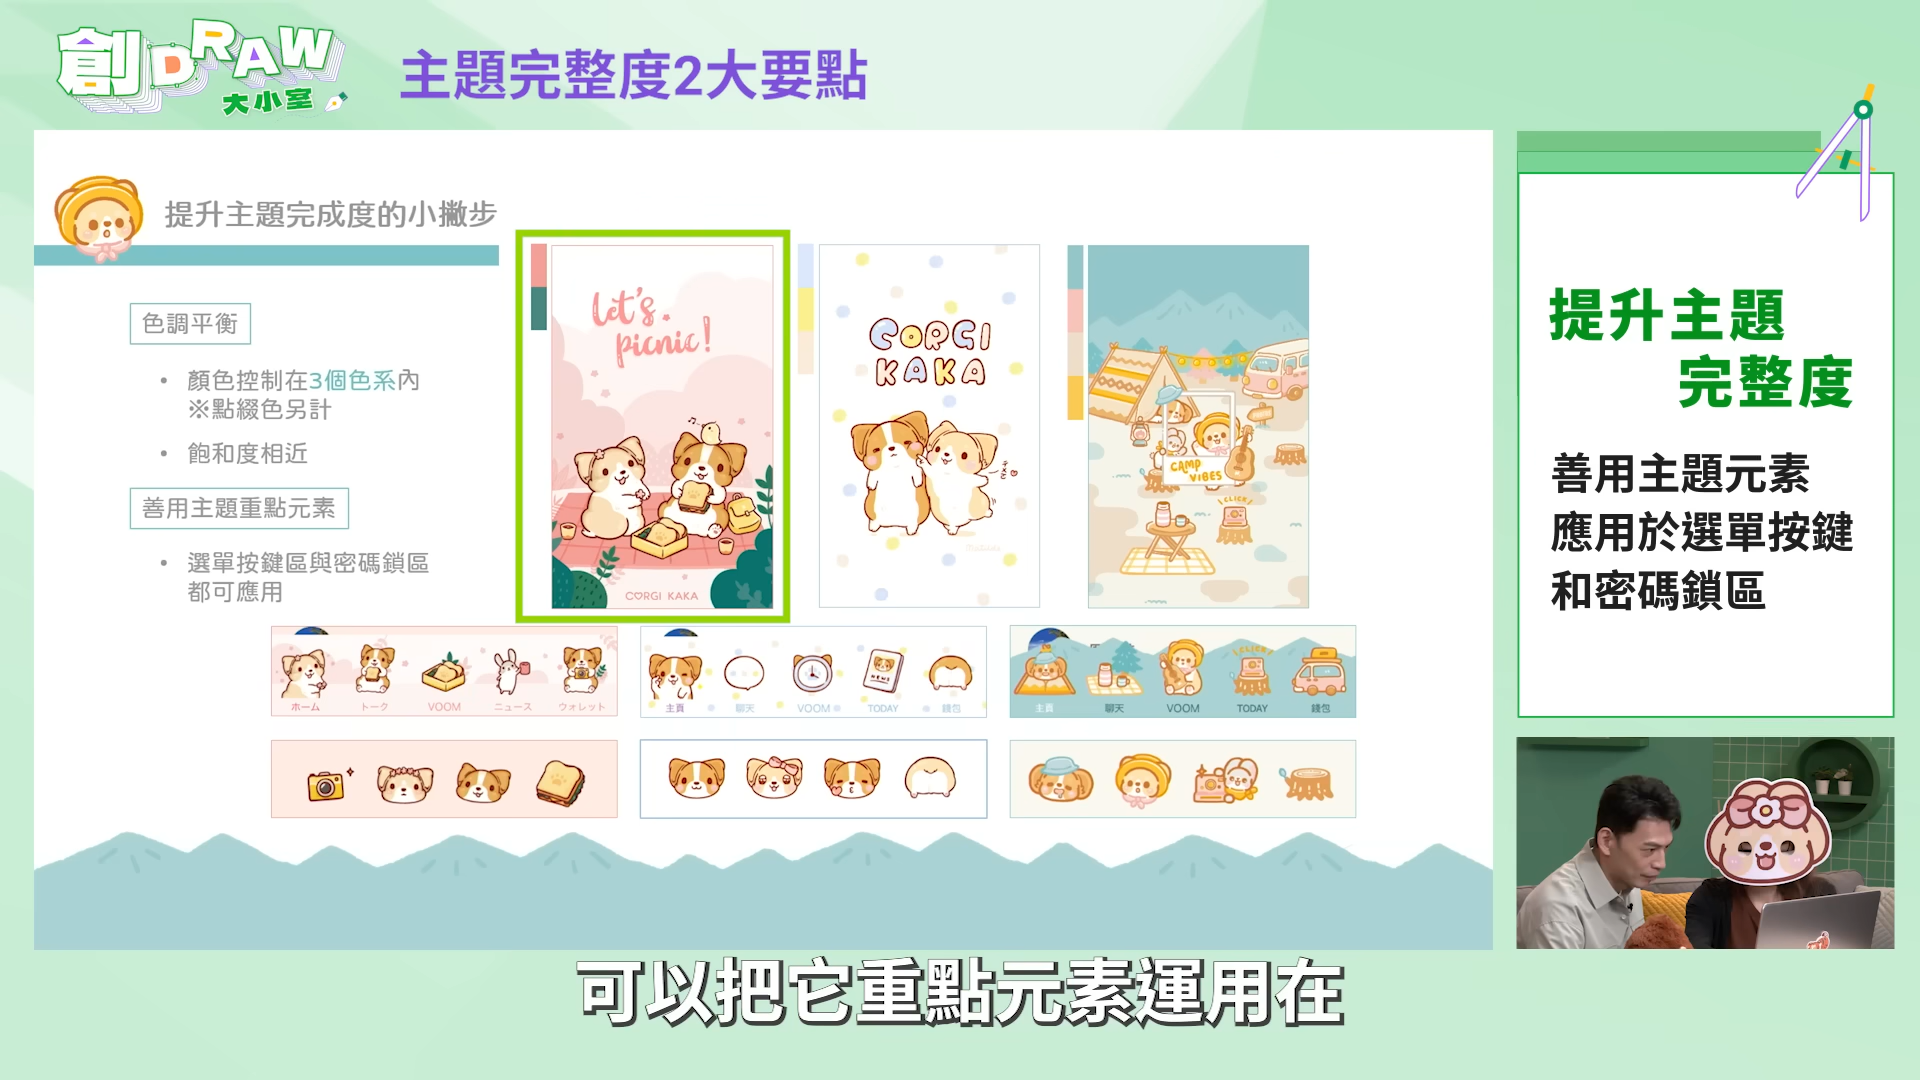 創DRAW
大小室
主題完整度2大要點
提升主題完成度的小撇步
色調平衡
• 顏色控制在3個色系內
※點綴色另計
• 飽和度相近
善用主題重點元素
• 選單按鍵區與密碼鎖區
都可應用
let's
picnic!
CORGI KAKA
CORGI
KAKA
CAMP
VIBES
CLICK!
ホーム
トーク
VOOM
ニュース
ウォレット
主頁
聊天
VOOM
TODAY
錢包
NEWS
CLICK!
主頁
聊天
VOOM
TODAY
錢包
提升主題
完整度
善用主題元素
應用於選單按鍵
和密碼鎖區
可以把它重點元素運用在